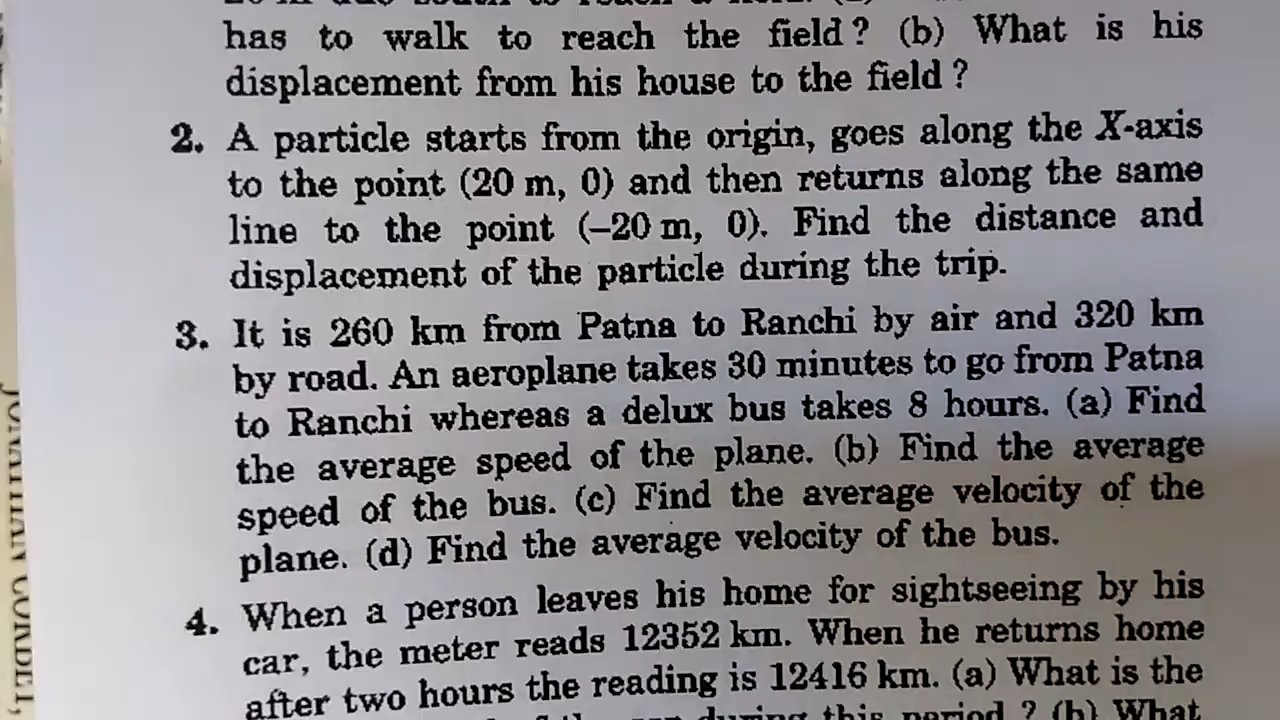 has to walk to reach the field ? (b) What is his
displacement from his house to the field ?
2. A particle starts from the origin, goes along the X-axis
to the point (20 m, 0) and then returns along the same
line to the point (–20 m, 0). Find the distance and
displacement of the particle during the trip.
3. It is 260 km from Patna to Ranchi by air and 320 km
by road. An aeroplane takes 30 minutes to go from Patna
to Ranchi whereas a delux bus takes 8 hours. (a) Find
the average speed of the plane. (b) Find the average
speed of the bus. (c) Find the average velocity of the
plane. (d) Find the average velocity of the bus.
4. When a person leaves his home for sightseeing by his
car, the meter reads 12352 km. When he returns home
after two hours the reading is 12416 km. (a) What is the
during this period ? (b) What